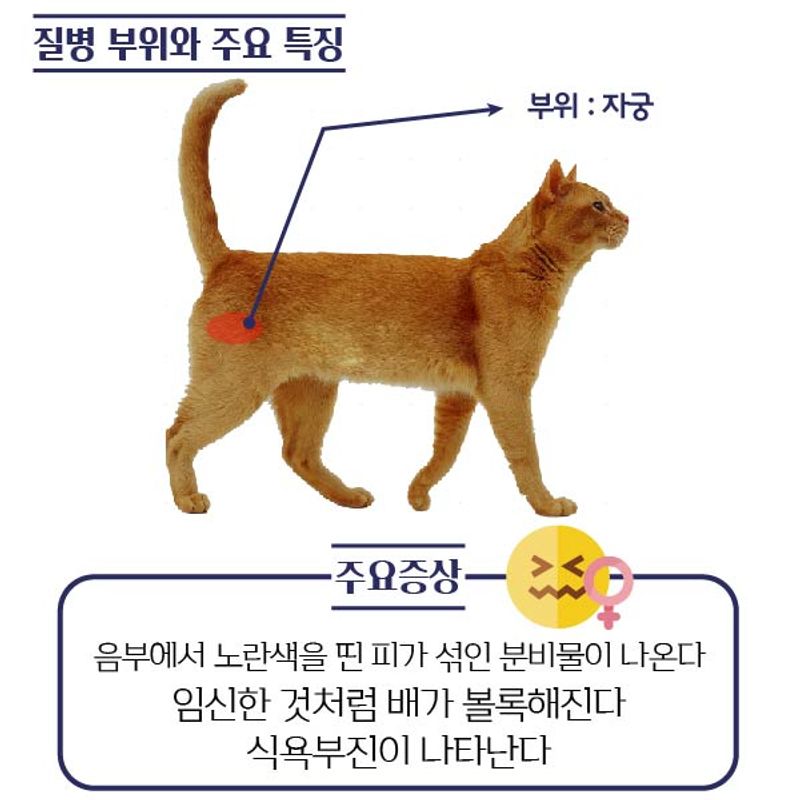 질병 부위와 주요 특징
부위 : 자궁
주요증상
음부에서 노란색을 띤 피가 섞인 분비물이 나온다
임신한 것처럼 배가 볼록해진다
식욕부진이 나타난다